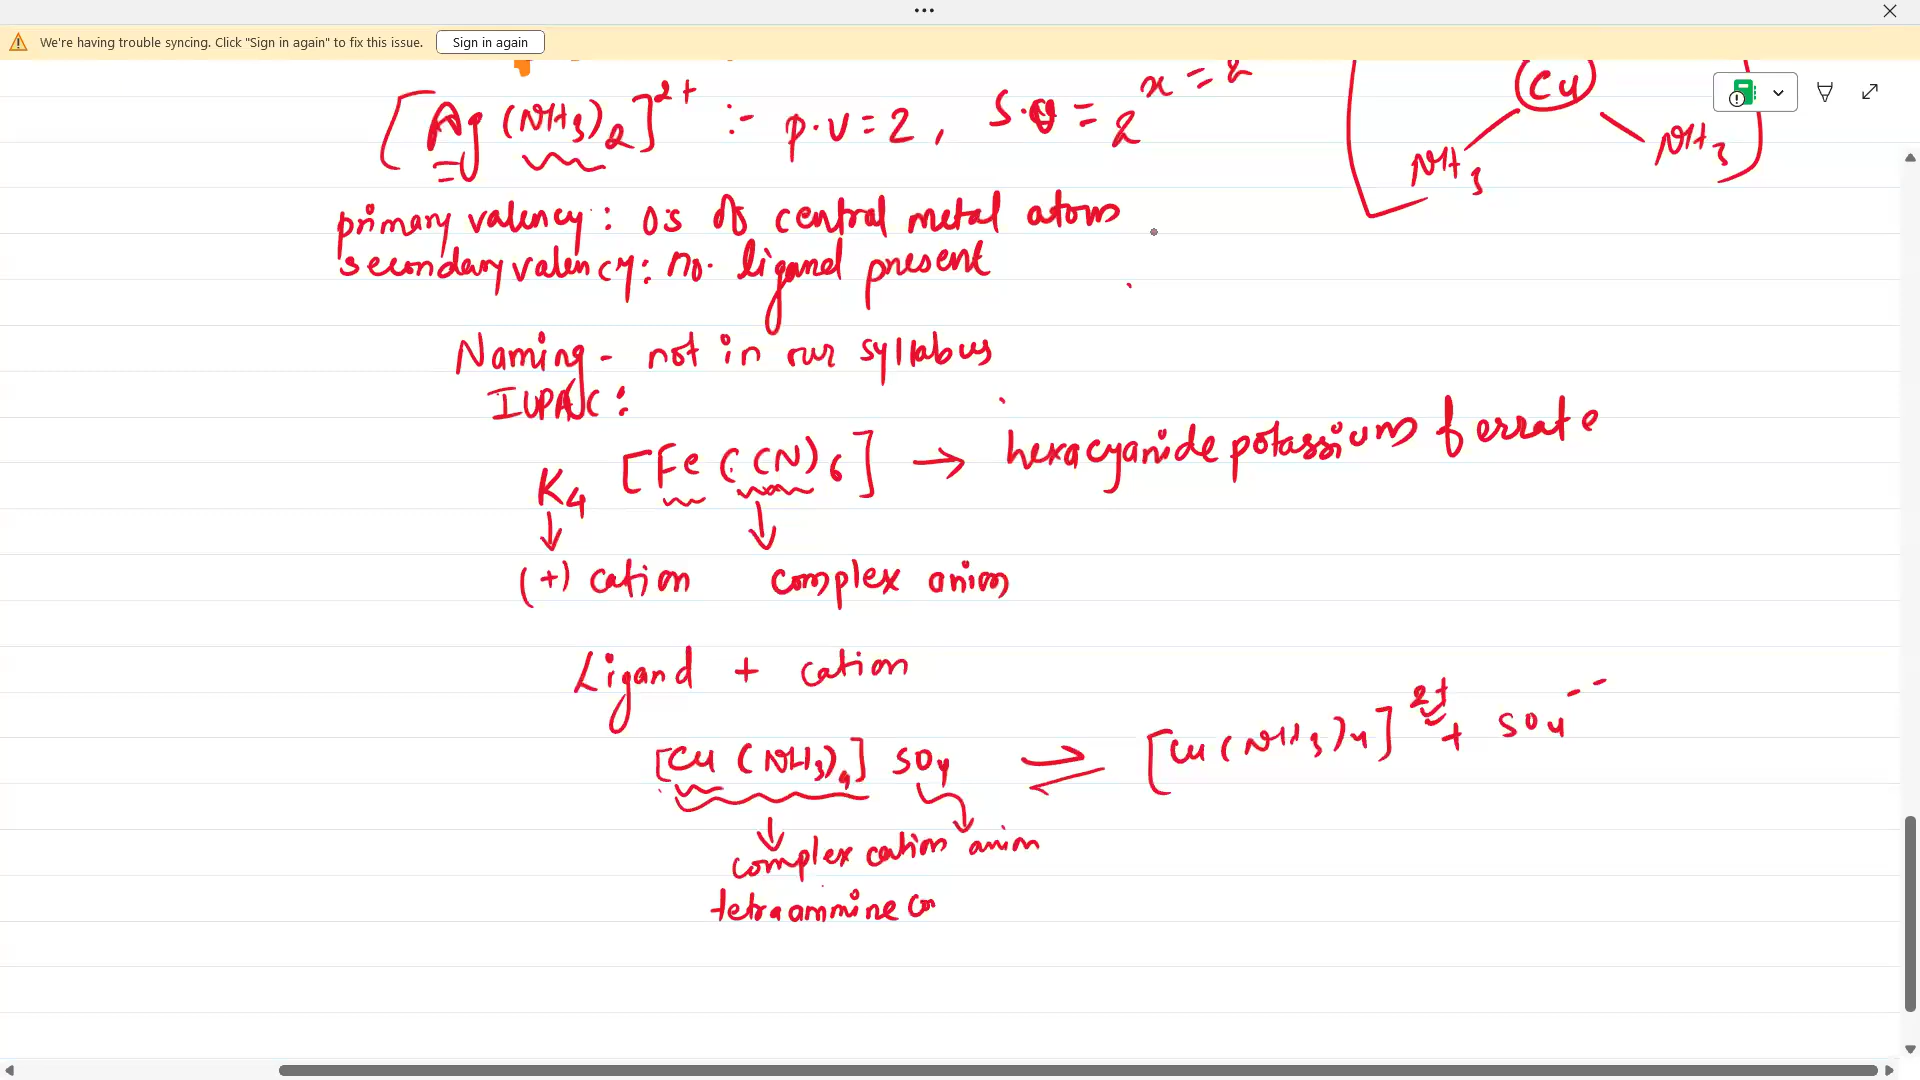 We're having trouble syncing. Click "Sign in again" to fix this issue. Sign in again
[Ag(NH3)2]2+ :- p.v = 2, S.V = 2
x = 2
Cu
NH3 NH3
primary valency : O.S of central metal atom
secondary valency : no. ligand present
Naming - not in our syllabus
IUPAC :
K4 [Fe(CN)6] → hexacyanide potassium ferrate
(+) cation complex anion
Ligand + cation
[Cu(NH3)4] SO4 ⇌ [Cu(NH3)4]2+ + SO4--
complex cation anion
tetraammine co